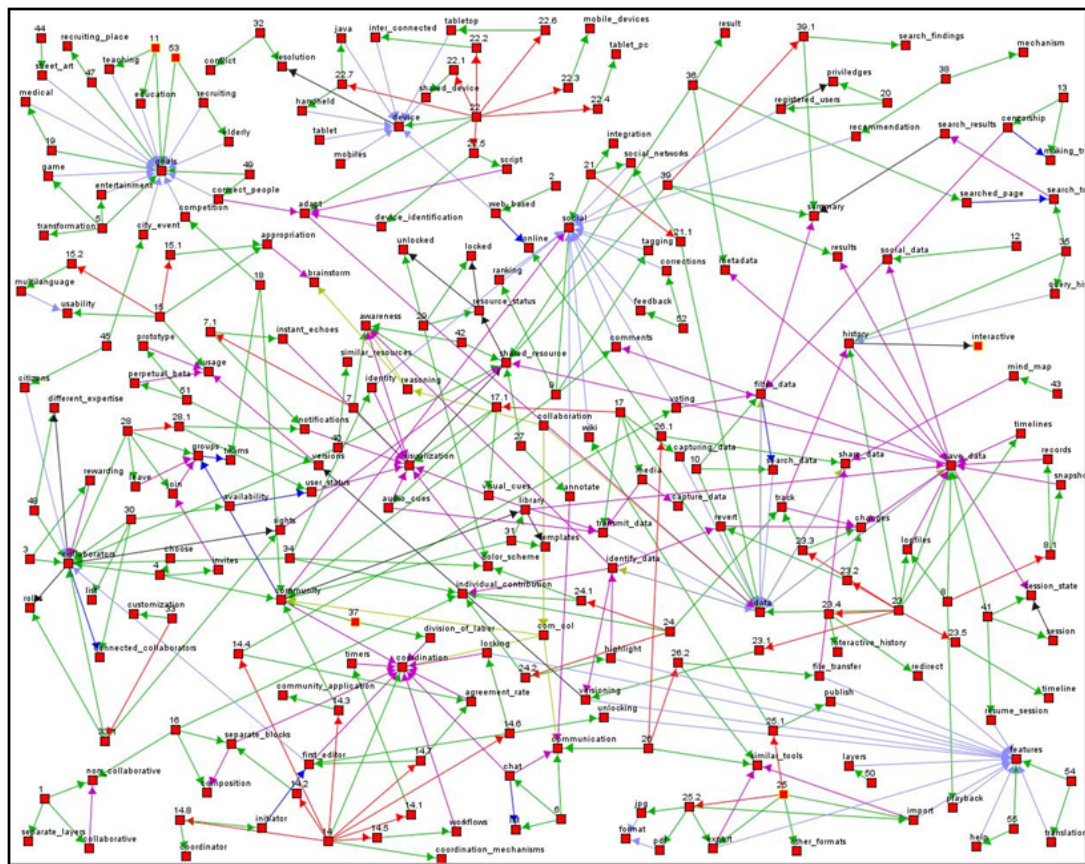 44
recruiting_place
11
53
teaching
32
java
inter_connected
tabletop
22.6
22.2
mobile_devices
result
39.1
search_findings
mechanism
street_art
47
conflict
resolution
22.7
22.1
shared_device
22.3
tablet_pc
36
priviledges
38
medical
education
recruiting
handheld
22
22.4
registered_users
20
13
censorship
19
elderly
tablet
device
integration
recommendation
search_results
game
goals
49
mobiles
22.5
script
21
social_networks
entertainment
connect_people
2
39
summary
searched_page
transformation
5
competition
adapt
device_identification
web_based
social
city_event
unlocked
locked
online
tagging
21.1
results
social_data
12
35
15.2
15.1
appropriation
ranking
corrections
metadata
multilanguage
18
brainstorm
resource_status
feedback
usability
15
29
52
history
interactive
45
prototype
7.1
instant_echoes
awareness
42
shared_resource
comments
mind_map
perpetual_beta
usage
similar_resources
reasoning
43
citizens
51
identity
9
filter_data
different_expertise
28
28.1
notifications
7
17.1
collaboration
voting
17
26.1
timelines
groups
teams
40
27
wiki
capturing_data
share_data
save_data
records
rewarding
leave
versions
visualization
10
search_data
48
join
availability
user_status
visual_cues
annotate
media
30
audio_cues
library
capture_data
track
rights
transmit_data
revert
changes
3
collaborators
choose
34
31
templates
23.3
logfiles
8.1
4
invites
color_scheme
identify_data
23.2
session_state
roles
list
customization
community
individual_contribution
24.1
data
23
8
41
33
37
23.4
session
connected_collaborators
division_of_labor
com_col
24
23.1
interactive_history
23.5
14.4
timers
coordination
locking
highlight
26.2
redirect
community_application
24.2
versioning
file_transfer
timeline
agreement_rate
publish
16
14.3
unlocking
25.1
resume_session
separate_blocks
14.6
26
first_editor
14.7
communication
similar_tools
layers
features
non_collaborative
composition
14.2
chat
50
54
1
25
14.8
initiator
14.1
6
jpg
25.2
import
playback
separate_layers
collaborative
14
14.5
workflows
format
55
coordinator
coordination_mechanisms
pdf
export
other_formats
help